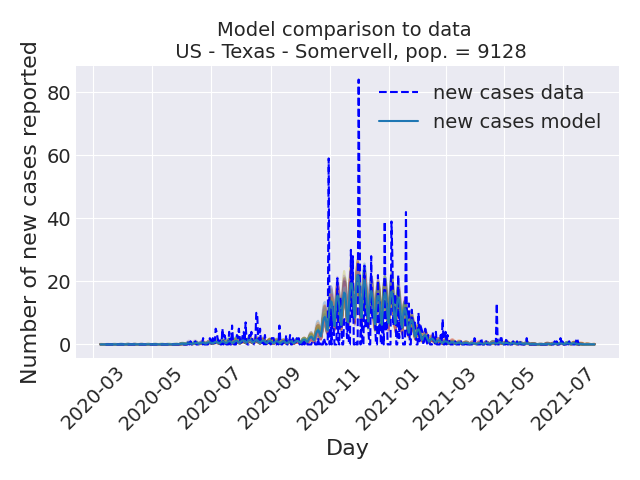 Model comparison to data
US - Texas - Somervell, pop. = 9128
new cases data
new cases model
Number of new cases reported
80
60
40
20
0
2020-03
2020-05
2020-07
2020-09
2020-11
2021-01
2021-03
2021-05
2021-07
Day